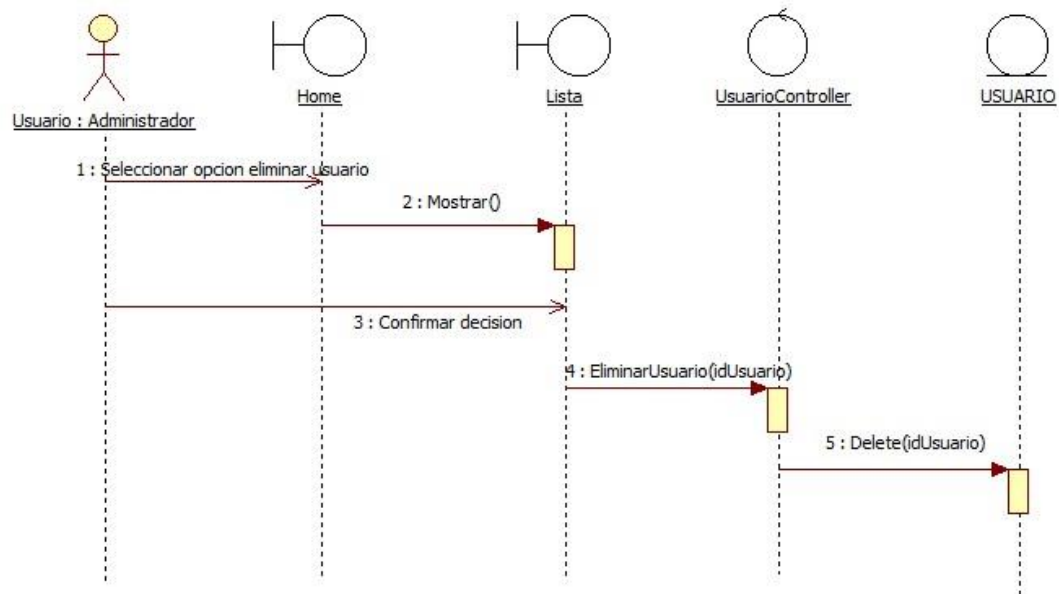 Home
Lista
UsuarioController
USUARIO
Usuario : Administrador
1 : Seleccionar opcion eliminar usuario
2 : Mostrar()
3 : Confirmar decision
4 : EliminarUsuario(idUsuario)
5 : Delete(idUsuario)